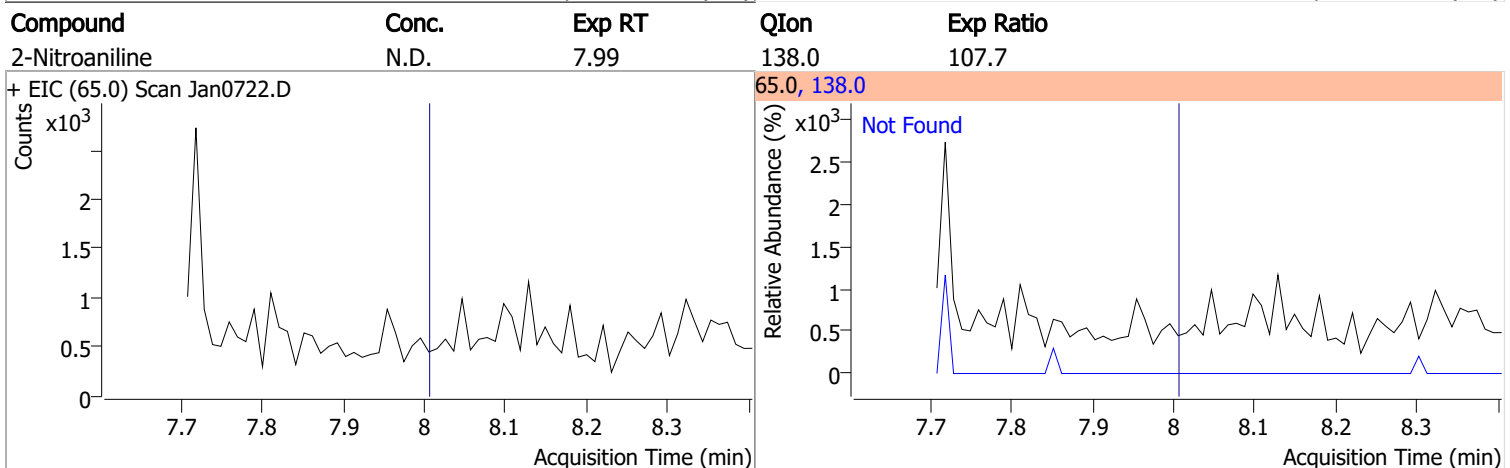 Compound Conc. Exp RT QIon Exp Ratio
2-Nitroaniline N.D. 7.99 138.0 107.7
+ EIC (65.0) Scan Jan0722.D
Counts
x10³
2
1.5
1
0.5
0
7.7 7.8 7.9 8 8.1 8.2 8.3
Acquisition Time (min)
65.0, 138.0
Relative Abundance (%)
x10³
Not Found
2.5
2
1.5
1
0.5
0
7.7 7.8 7.9 8 8.1 8.2 8.3
Acquisition Time (min)